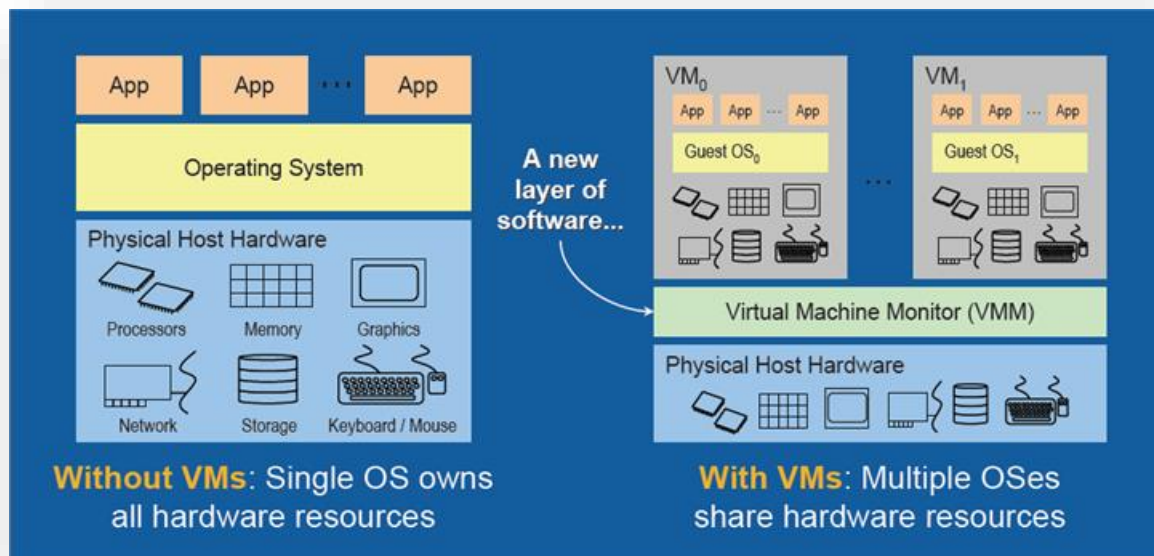 App App ... App
Operating System
Physical Host Hardware
Processors Memory Graphics
Network Storage Keyboard / Mouse
Without VMs: Single OS owns
all hardware resources
A new
layer of
software...
VM₀
App App ... App
Guest OS₀
...
VM₁
App App ... App
Guest OS₁
Virtual Machine Monitor (VMM)
Physical Host Hardware
With VMs: Multiple OSes
share hardware resources